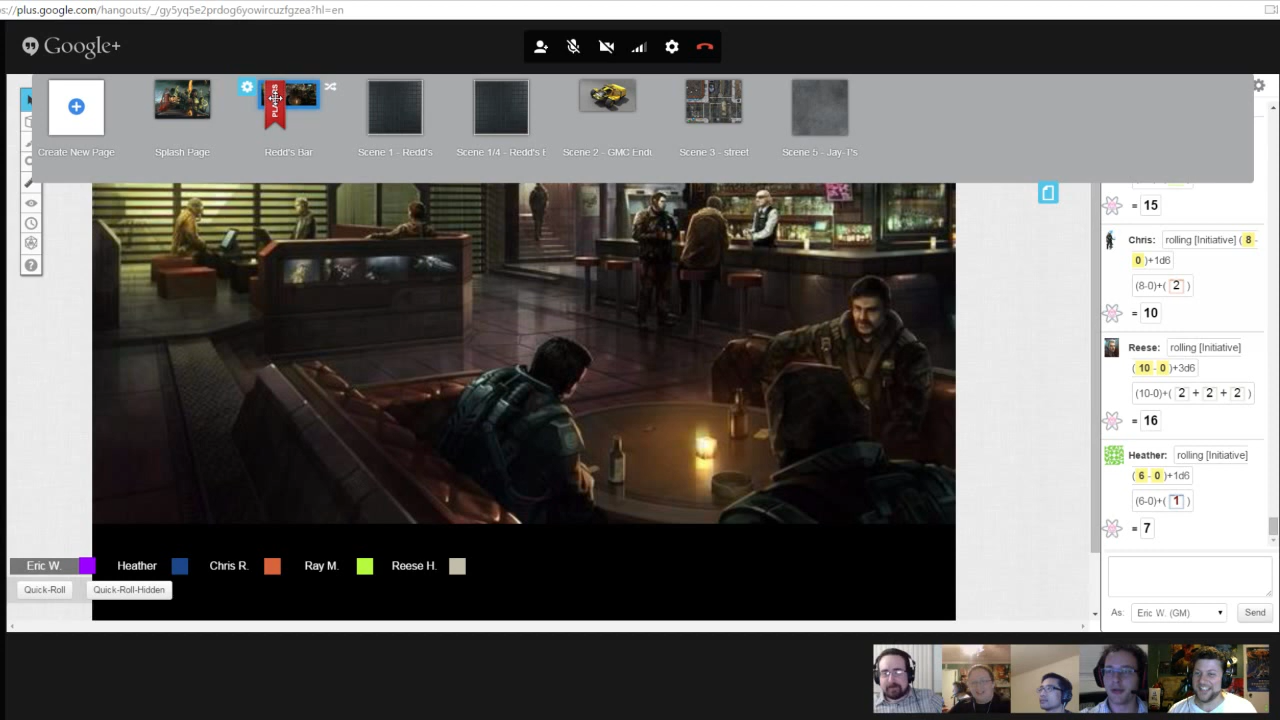 s://plus.google.com/hangouts/_/gy5yq5e2prdog6yowircuzfgzea?hl=en
Google+
PLAYERS
Create New Page
Splash Page
Redd's Bar
Scene 1 - Redd's
Scene 1/4 - Redd's E
Scene 2 - GMC Endu
Scene 3 - street
Scene 5 - Jay-T's
= 15
Chris: rolling [Initiative] ( 8 -
0 )+1d6
(8-0)+( 2 )
= 10
Reese: rolling [Initiative]
( 10 - 0 )+3d6
(10-0)+( 2 + 2 + 2 )
= 16
Heather: rolling [Initiative]
( 6 - 0 )+1d6
(6-0)+( 1 )
= 7
Eric W.
Heather
Chris R.
Ray M.
Reese H.
Quick-Roll
Quick-Roll-Hidden
As: Eric W. (GM)
Send